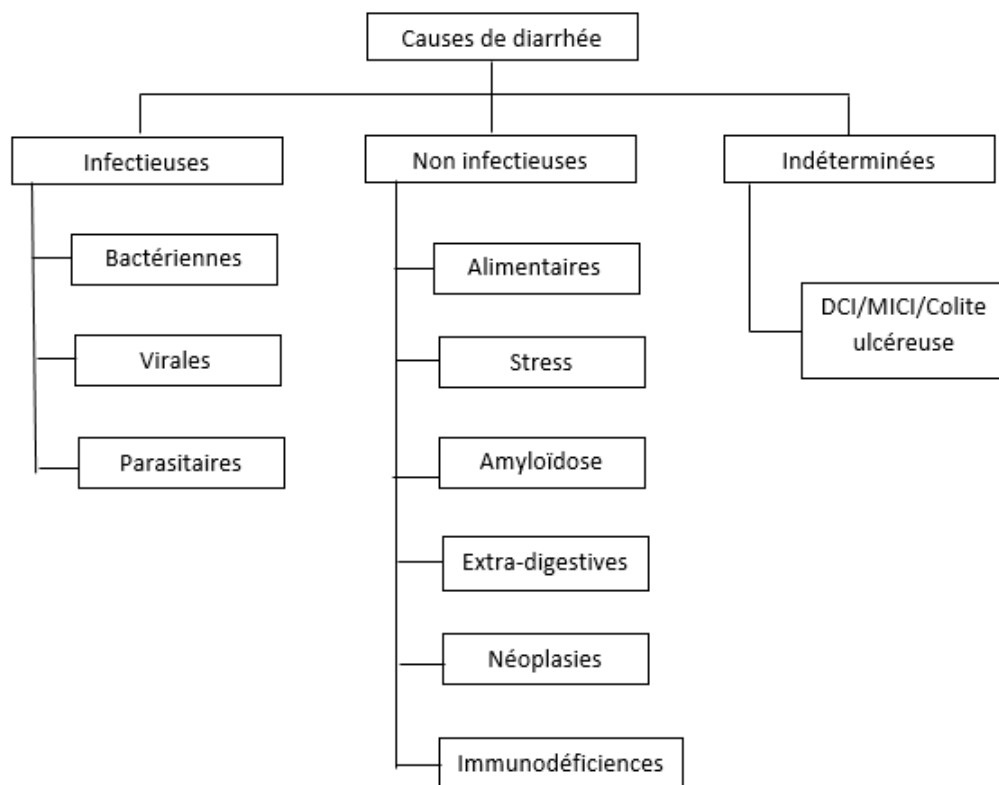 Causes de diarrhée
Infectieuses
Non infectieuses
Indéterminées
Bactériennes
Virales
Parasitaires
Alimentaires
Stress
Amyloïdose
Extra-digestives
Néoplasies
Immunodéficiences
DCI/MICI/Colite
ulcéreuse